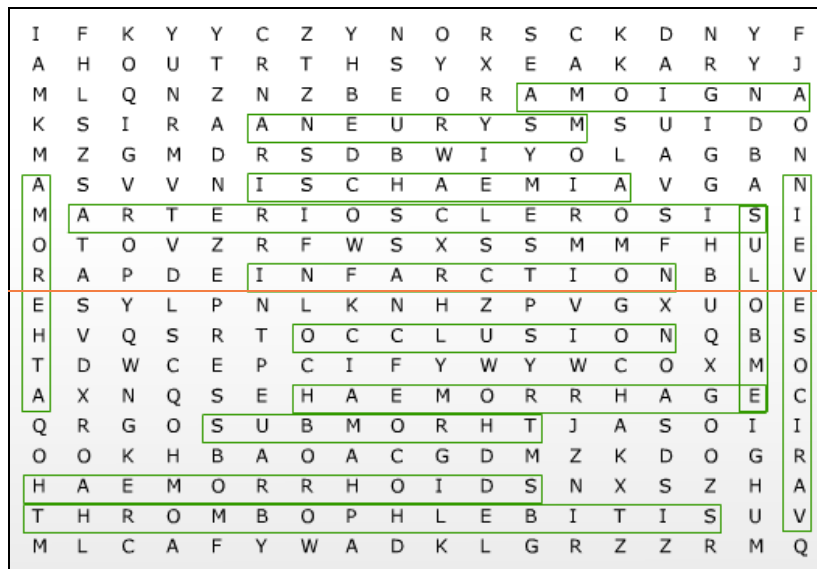 I F K Y Y C Z Y N O R S C K D N Y F
A H O U T R T H S Y X E A K A R Y J
M L Q N Z N Z B E O R A M O I G N A
K S I R A A N E U R Y S M S U I D O
M Z G M D R S D B W I Y O L A G B N
A S V V N I S C H A E M I A V G A N
M A R T E R I O S C L E R O S I S I
O T O V Z R F W S X S S M M F H U E
R A P D E I N F A R C T I O N B L V
E S Y L P N L K N H Z P V G X U O E
H V Q S R T O C C L U S I O N Q B S
T D W C E P C I F Y W Y W C O X M O
A X N Q S E H A E M O R R H A G E C
Q R G O S U B M O R H T J A S O I I
O O K H B A O A C G D M Z K D O G R
H A E M O R R H O I D S N X S Z H A
T H R O M B O P H L E B I T I S U V
M L C A F Y W A D K L G R Z Z R M Q